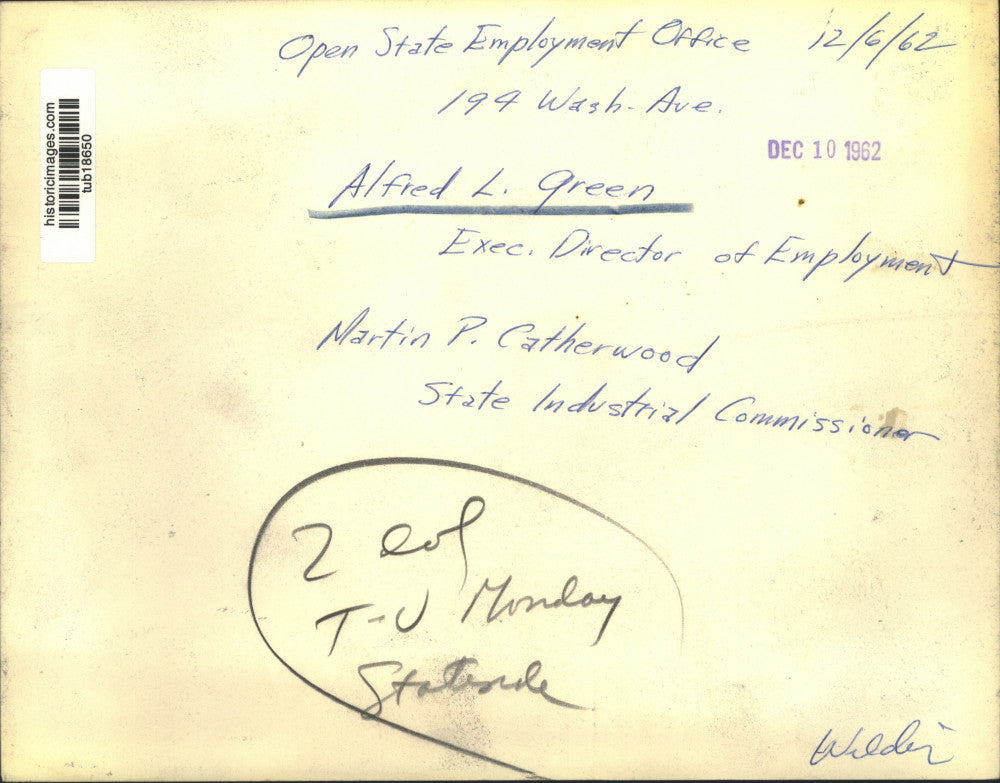 Open State Employment Office 12/6/62
194 Wash. Ave.
DEC 10 1962
Alfred L. Green
Exec. Director of Employment
Martin P. Catherwood
State Industrial Commissioner
2 col
T-U Monday
Stateside
historicimages.com
tub18650